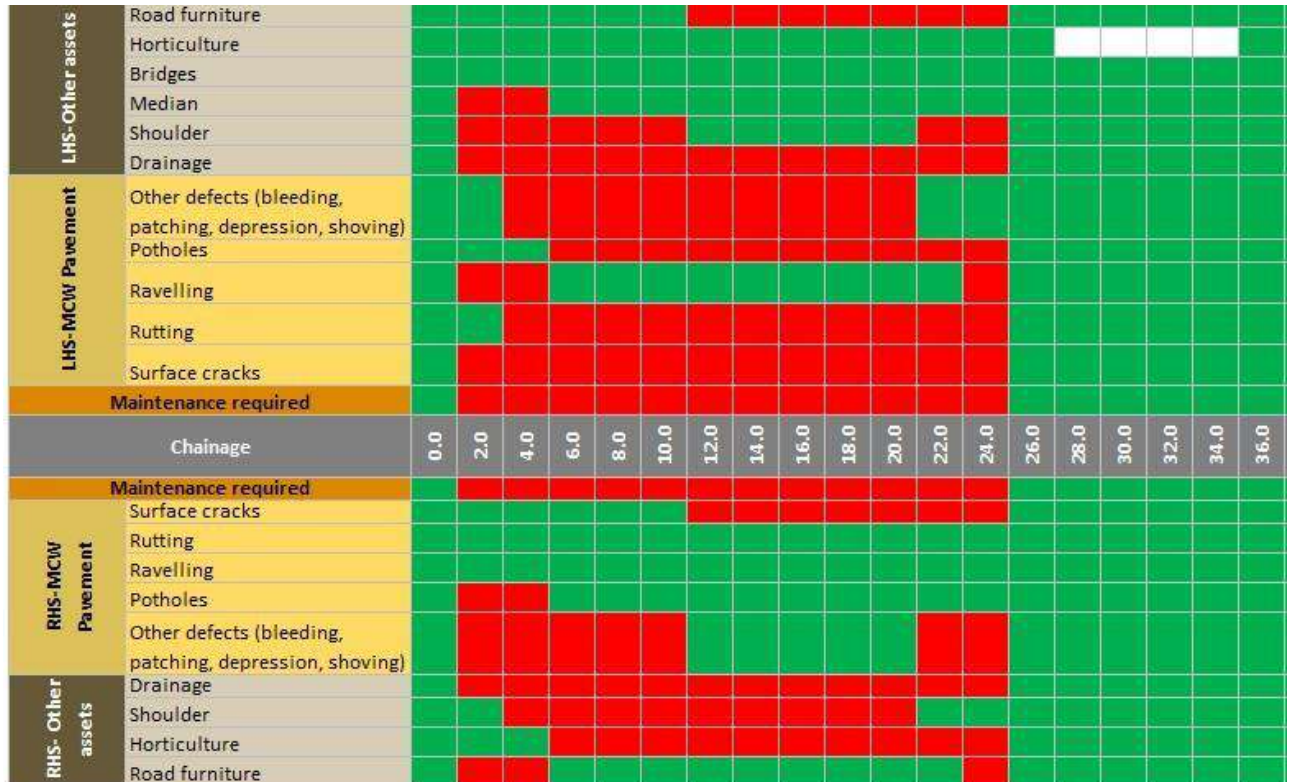 LHS-Other assets
Road furniture
Horticulture
Bridges
Median
Shoulder
Drainage
LHS-MCW Pavement
Other defects (bleeding,
patching, depression, shoving)
Potholes
Ravelling
Rutting
Surface cracks
Maintenance required
Chainage 0.0 2.0 4.0 6.0 8.0 10.0 12.0 14.0 16.0 18.0 20.0 22.0 24.0 26.0 28.0 30.0 32.0 34.0 36.0
Maintenance required
RHS-MCW
Pavement
Surface cracks
Rutting
Ravelling
Potholes
Other defects (bleeding,
patching, depression, shoving)
RHS- Other
assets
Drainage
Shoulder
Horticulture
Road furniture